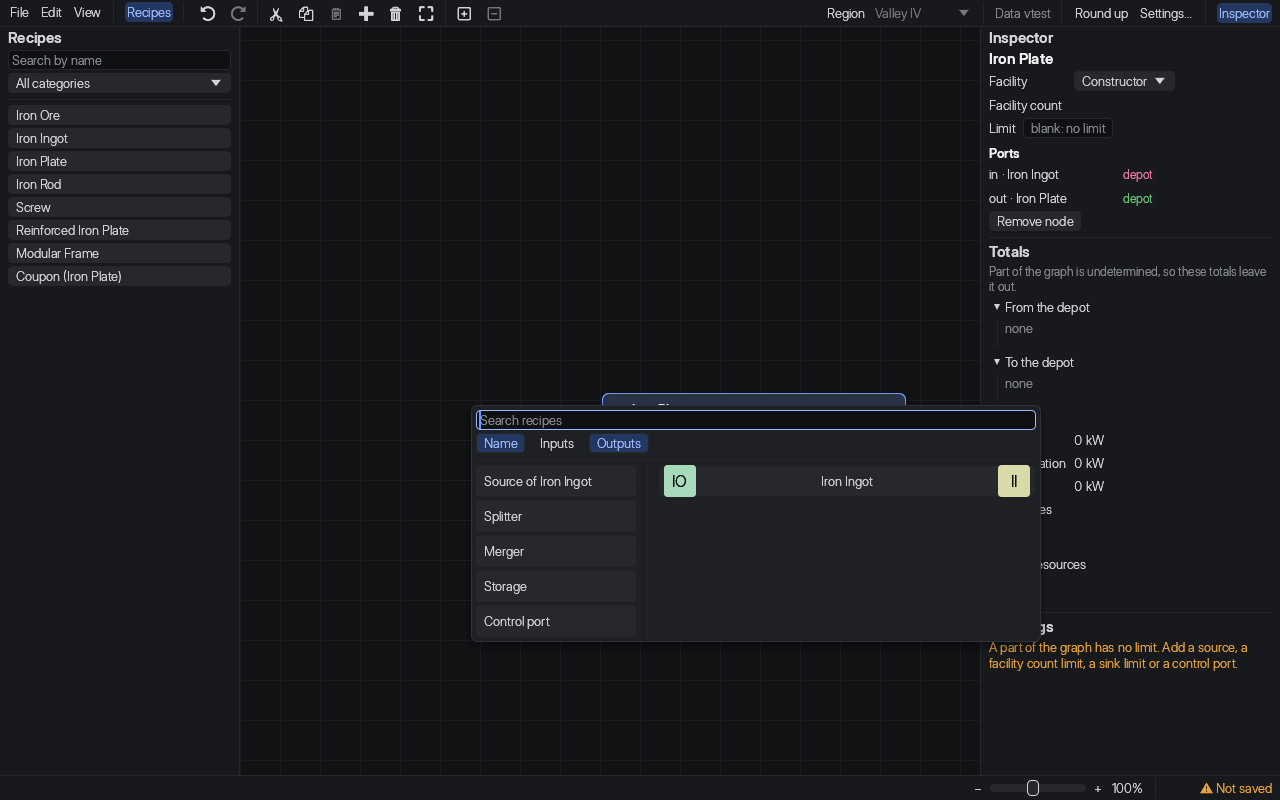 File Edit View Recipes Region Valley IV Data vtest Round up Settings... Inspector
Recipes
Search by name
All categories
Iron Ore
Iron Ingot
Iron Plate
Iron Rod
Screw
Reinforced Iron Plate
Modular Frame
Coupon (Iron Plate)
Search recipes
Name Inputs Outputs
Source of Iron Ingot
Splitter
Merger
Storage
Control port
IO Iron Ingot II
Inspector
Iron Plate
Facility Constructor
Facility count
Limit blank: no limit
Ports
in · Iron Ingot depot
out · Iron Plate depot
Remove node
Totals
Part of the graph is undetermined, so these totals leave
it out.
From the depot
none
To the depot
none
0 kW
0 kW
0 kW
A part of the graph has no limit. Add a source, a
facility count limit, a sink limit or a control port.
− + 100% Not saved